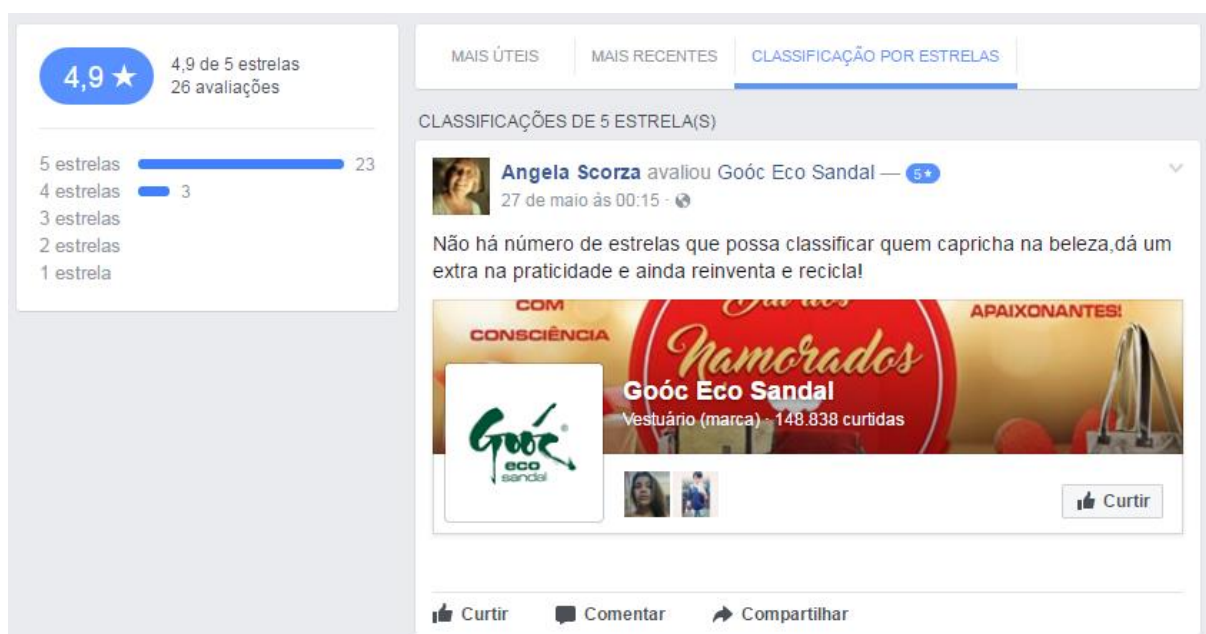 4,9 ★
4,9 de 5 estrelas
26 avaliações
5 estrelas 23
4 estrelas 3
3 estrelas
2 estrelas
1 estrela
MAIS ÚTEIS MAIS RECENTES CLASSIFICAÇÃO POR ESTRELAS
CLASSIFICAÇÕES DE 5 ESTRELA(S)
Angela Scorza avaliou Goóc Eco Sandal — 5★
27 de maio às 00:15 ·
Não há número de estrelas que possa classificar quem capricha na beleza,dá um
extra na praticidade e ainda reinventa e recicla!
COM
CONSCIÊNCIA
Dia dos
Namorados
APAIXONANTES!
Goóc Eco Sandal
Vestuário (marca) · 148.838 curtidas
Goóc®
eco
sandal
Curtir
Curtir Comentar Compartilhar